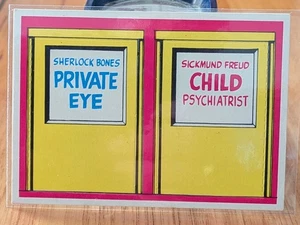 SHERLOCK BONES
PRIVATE
EYE
SICKMUND FREUD
CHILD
PSYCHIATRIST